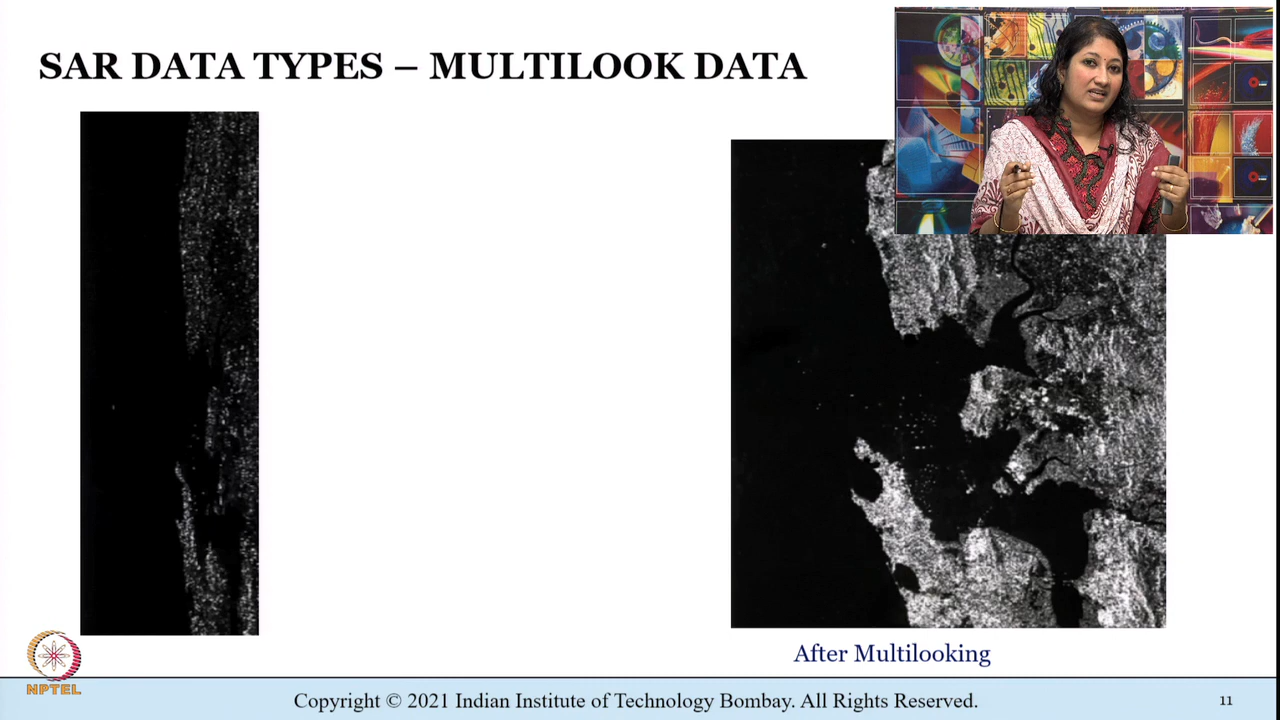 SAR DATA TYPES – MULTILOOK DATA
After Multilooking
NPTEL
Copyright © 2021 Indian Institute of Technology Bombay. All Rights Reserved.
11